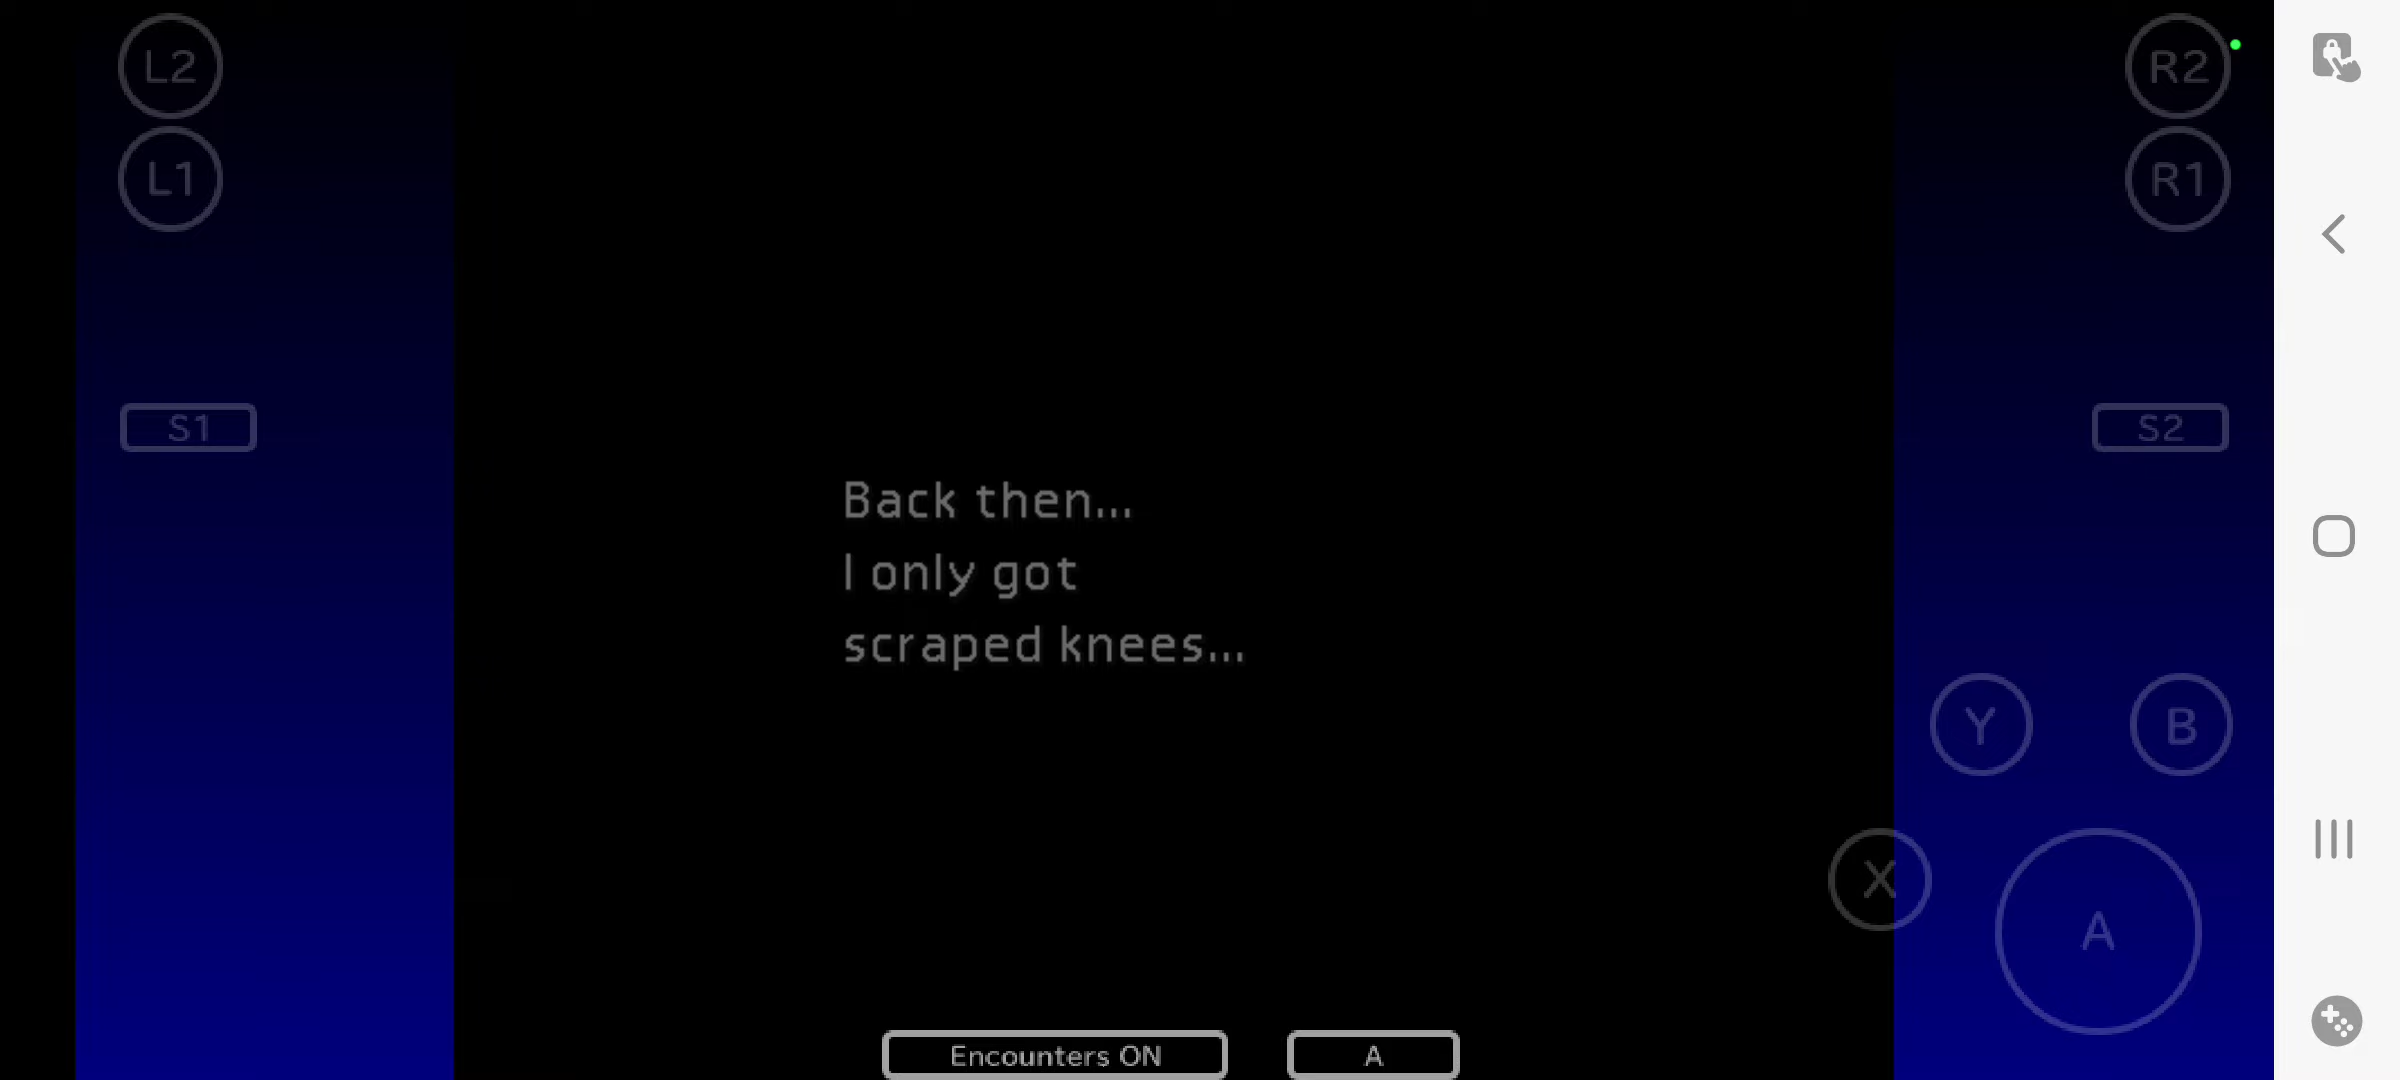 L2
R2
L1
R1
S1
S2
Back then...
I only got
scraped knees...
Y
B
X
A
Encounters ON
A